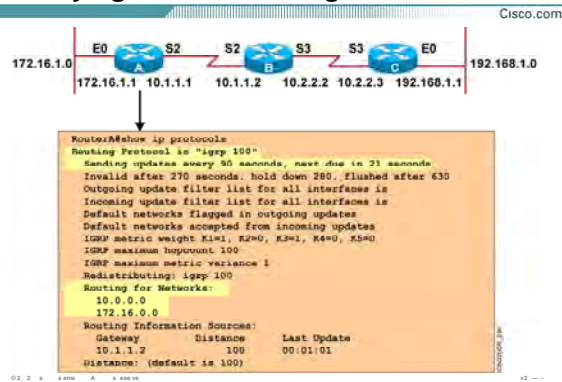 Cisco.com
E0 S2 S2 S3 S3 E0
172.16.1.0 A B C 192.168.1.0
172.16.1.1 10.1.1.1 10.1.1.2 10.2.2.2 10.2.2.3 192.168.1.1
RouterA#show ip protocols
Routing Protocol is "igrp 100"
Sending updates every 90 seconds, next due in 21 seconds
Invalid after 270 seconds, hold down 280, flushed after 630
Outgoing update filter list for all interfaces is
Incoming update filter list for all interfaces is
Default networks flagged in outgoing updates
Default networks accepted from incoming updates
IGRP metric weight K1=1, K2=0, K3=1, K4=0, K5=0
IGRP maximum hopcount 100
IGRP maximum metric variance 1
Redistributing: igrp 100
Routing for Networks:
10.0.0.0
172.16.0.0
Routing Information Sources:
Gateway Distance Last Update
10.1.1.2 100 00:01:01
Distance: (default is 100)